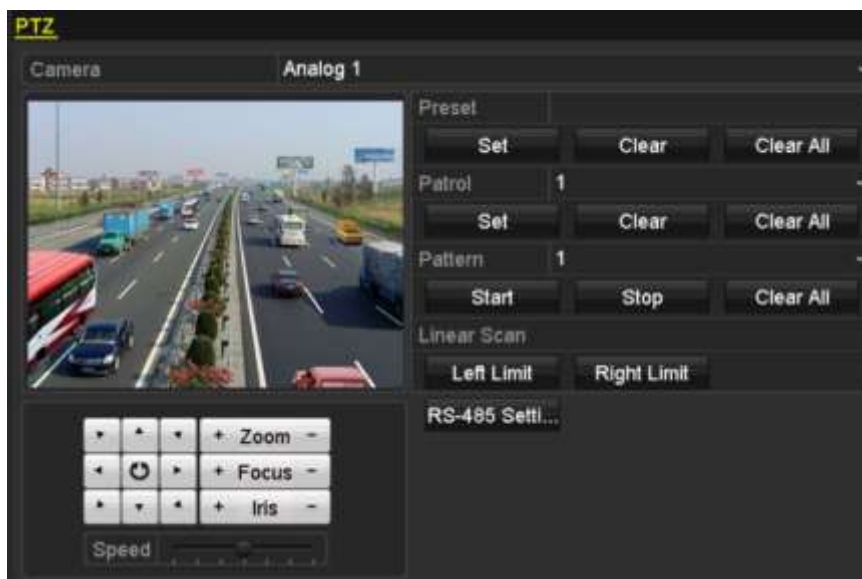 PTZ
Camera Analog 1
Preset
Set Clear Clear All
Patrol 1
Set Clear Clear All
Pattern 1
Start Stop Clear All
Linear Scan
Left Limit Right Limit
RS-485 Setti...
+ Zoom -
+ Focus -
+ Iris -
Speed